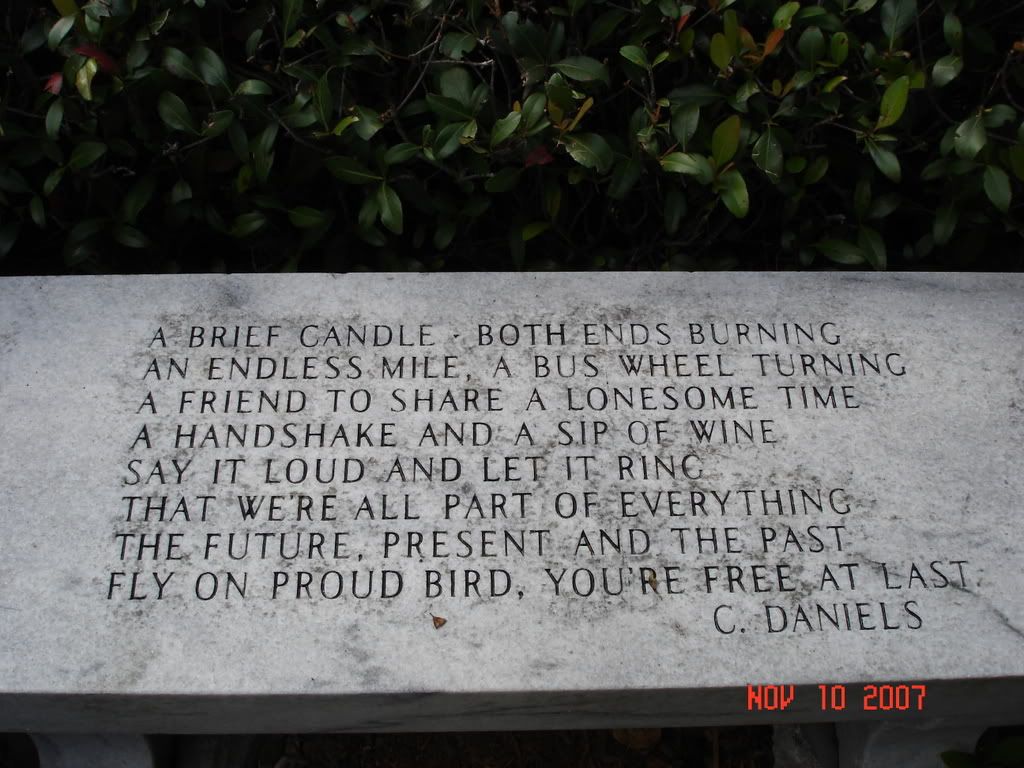 A BRIEF CANDLE - BOTH ENDS BURNING
AN ENDLESS MILE, A BUS WHEEL TURNING
A FRIEND TO SHARE A LONESOME TIME
A HANDSHAKE AND A SIP OF WINE
SAY IT LOUD AND LET IT RING
THAT WE'RE ALL PART OF EVERYTHING
THE FUTURE, PRESENT AND THE PAST
FLY ON PROUD BIRD, YOU'RE FREE AT LAST.
C. DANIELS
NOV 10 2007